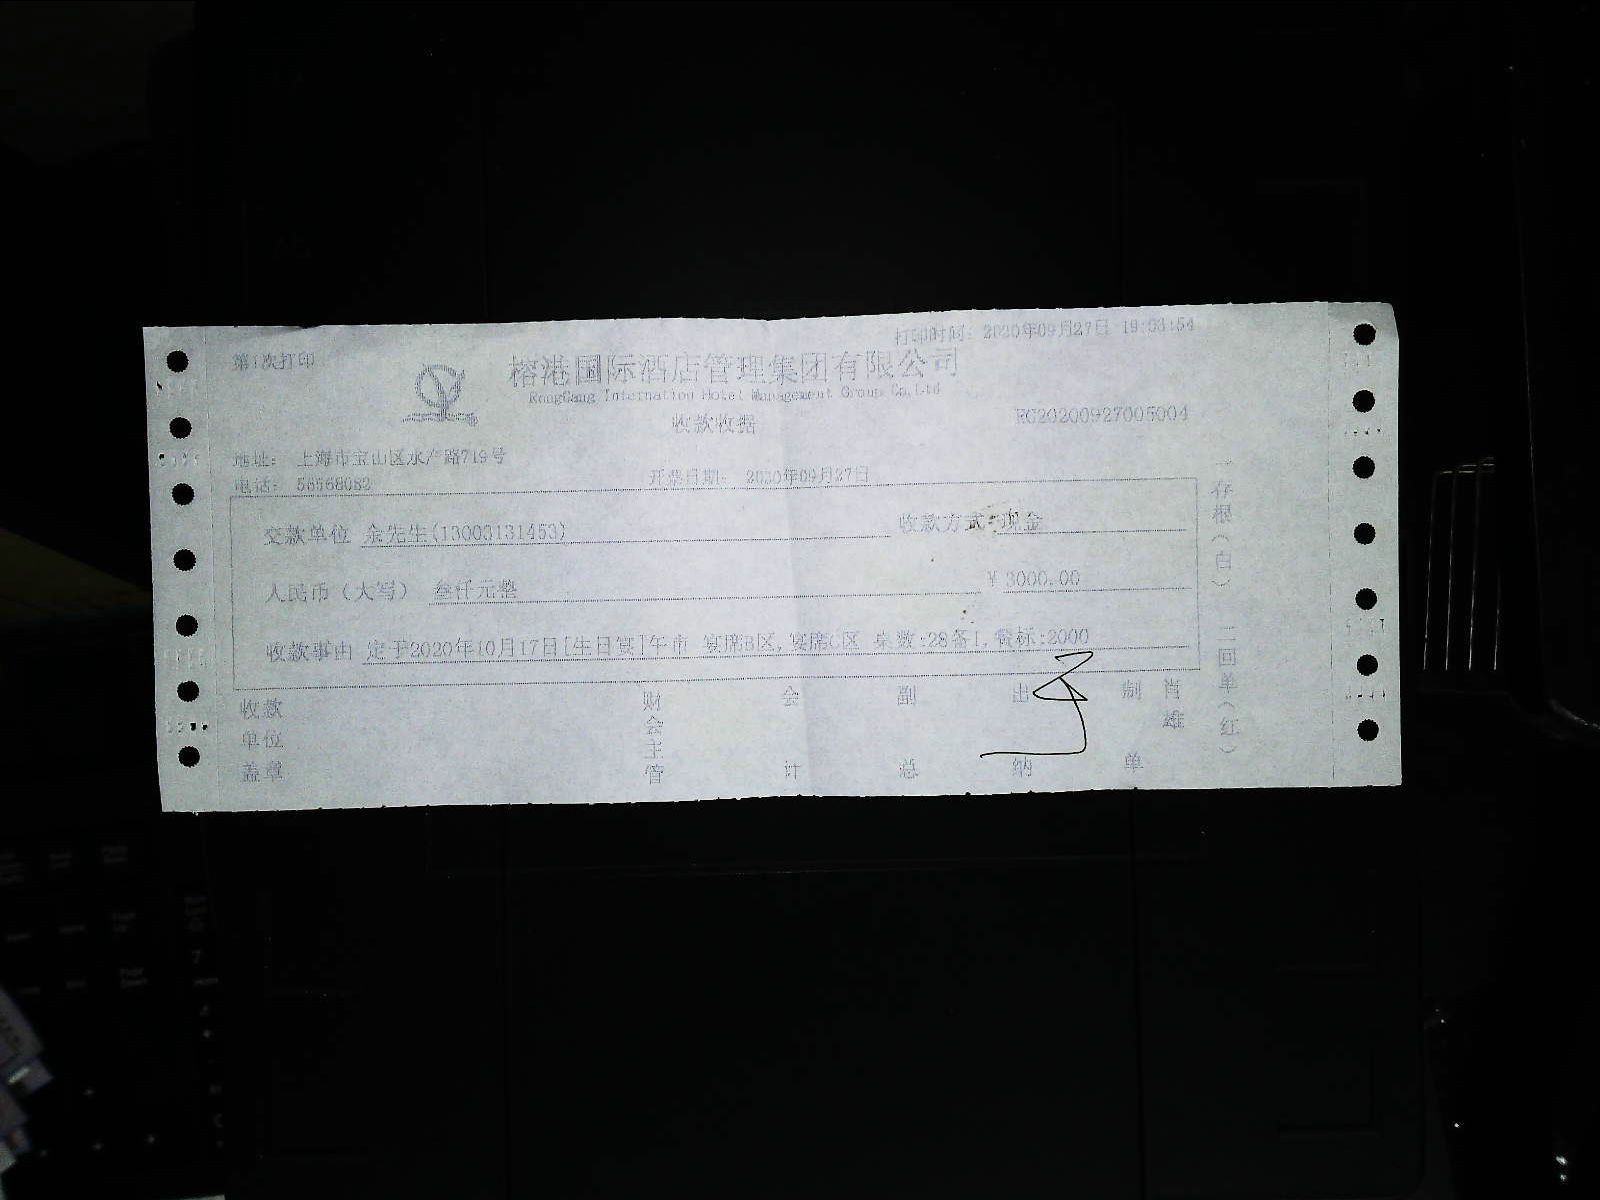 打印时间：2020年09月27日 19:03:54
第1次打印
榕港国际酒店管理集团有限公司
RongGang Internation Hotel Management Group Co.Ltd
收款收据
RC20200927005004
地址： 上海市宝山区水产路719号
电话： 56568082
开票日期： 2020年09月27日
交款单位 余先生(13003131453)
收款方式：现金
人民币（大写） 叁仟元整
￥3000.00
收款事由 定于2020年10月17日[生日宴]午市 宴席B区,宴席C区 桌数:28备1,餐标:2000
收款单位盖章
财会主管
会计
副总
出纳
制单
肖雄
一存根（白）
二回单（红）